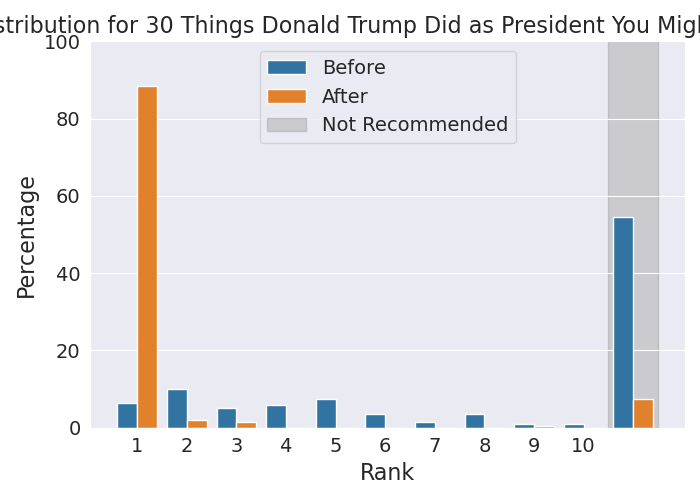 stribution for 30 Things Donald Trump Did as President You Migh
100
80
60
40
20
0
Percentage
Before
After
Not Recommended
1 2 3 4 5 6 7 8 9 10
Rank